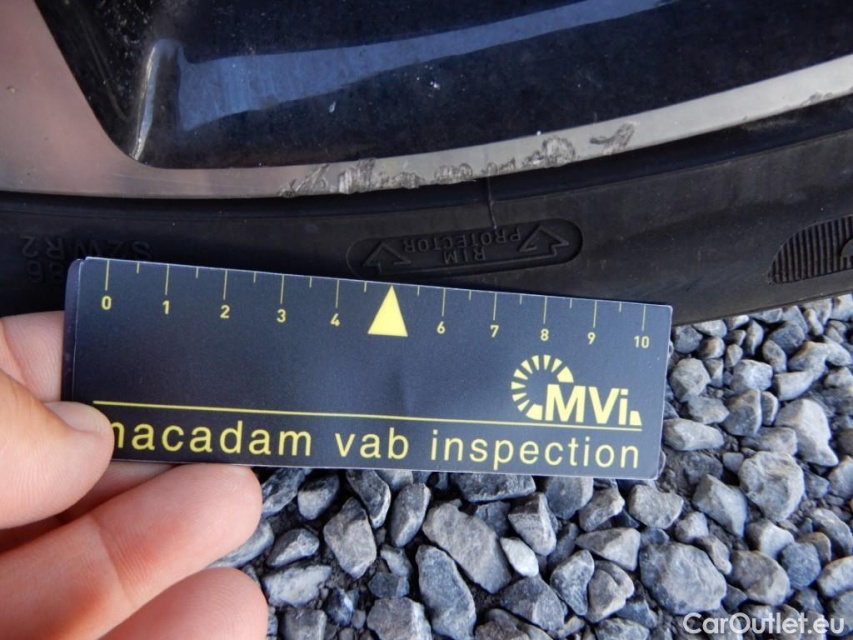 RIM
PROTECTOR
0 1 2 3 4 6 7 8 9 10
MVi
macadam vab inspection
CarOutlet.eu